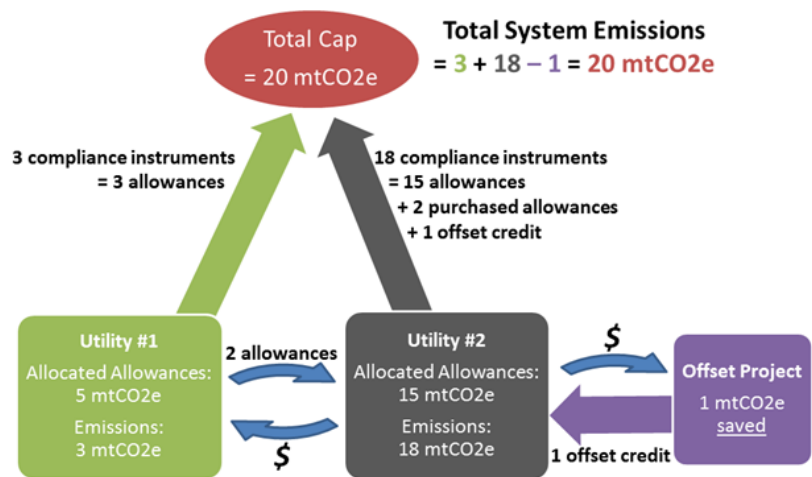 Total Cap
= 20 mtCO2e
Total System Emissions
= 3 + 18 – 1 = 20 mtCO2e
3 compliance instruments
= 3 allowances
18 compliance instruments
= 15 allowances
+ 2 purchased allowances
+ 1 offset credit
Utility #1
Allocated Allowances:
5 mtCO2e
Emissions:
3 mtCO2e
2 allowances
$
Utility #2
Allocated Allowances:
15 mtCO2e
Emissions:
18 mtCO2e
$
1 offset credit
Offset Project
1 mtCO2e
saved